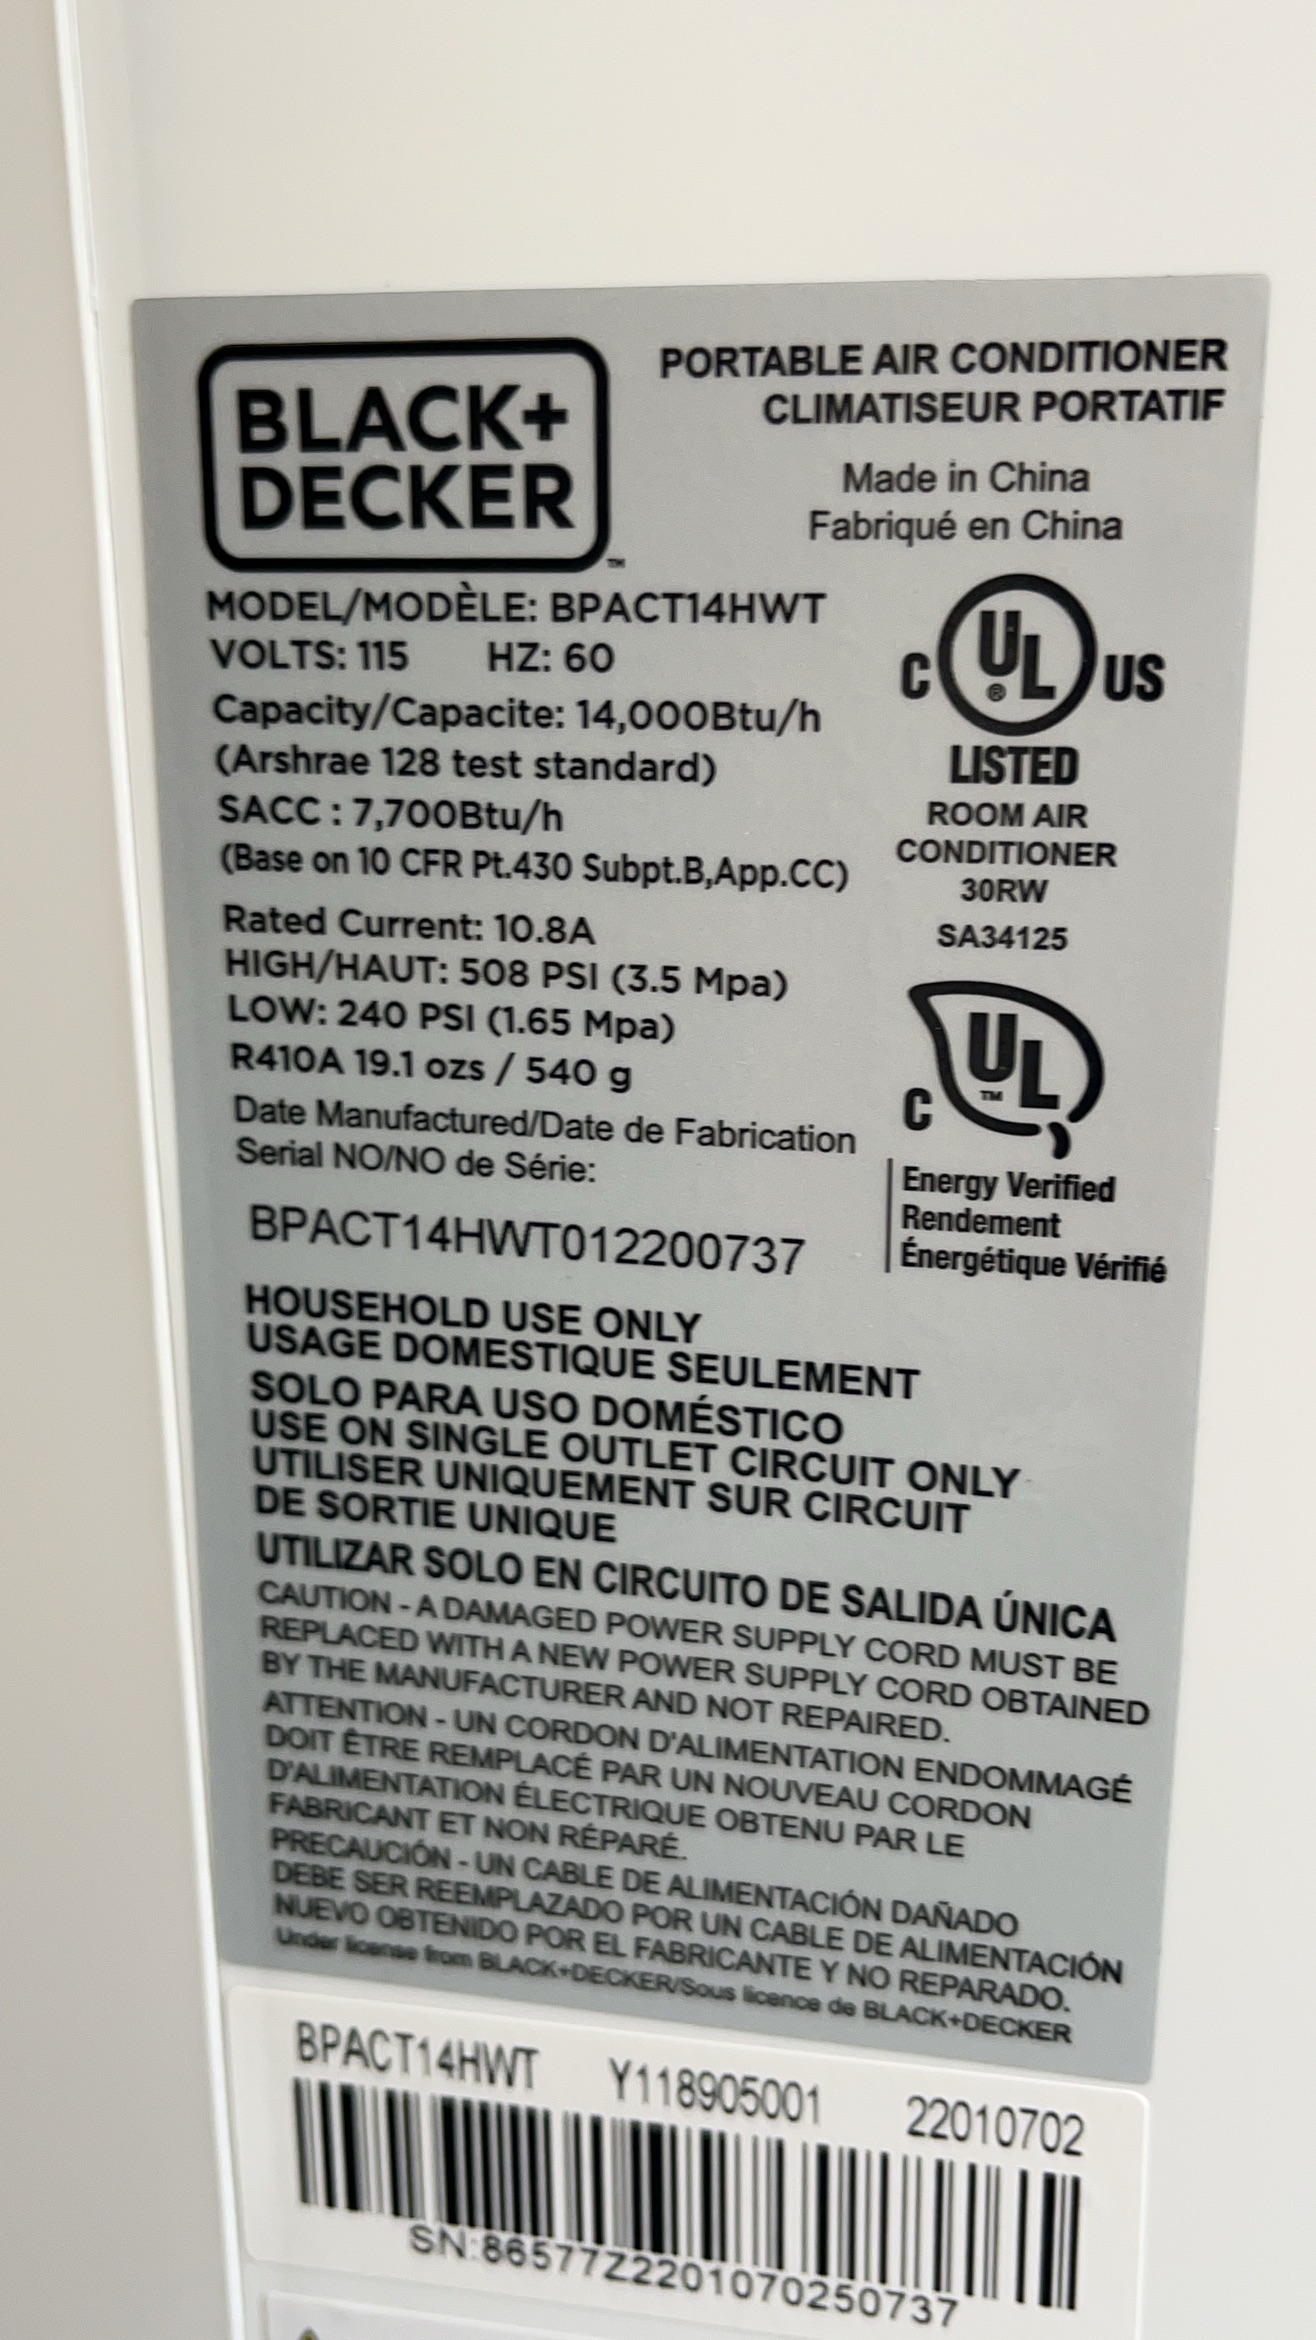 BLACK+
DECKER™
PORTABLE AIR CONDITIONER
CLIMATISEUR PORTATIF
Made in China
Fabriqué en China
MODEL/MODÈLE: BPACT14HWT
VOLTS: 115 HZ: 60
Capacity/Capacite: 14,000Btu/h
(Arshrae 128 test standard)
SACC : 7,700Btu/h
(Base on 10 CFR Pt.430 Subpt.B,App.CC)
Rated Current: 10.8A
HIGH/HAUT: 508 PSI (3.5 Mpa)
LOW: 240 PSI (1.65 Mpa)
R410A 19.1 ozs / 540 g
Date Manufactured/Date de Fabrication
Serial NO/NO de Série:
BPACT14HWT012200737
C UL® US
LISTED
ROOM AIR
CONDITIONER
30RW
SA34125
C UL™
Energy Verified
Rendement
Énergétique Vérifié
HOUSEHOLD USE ONLY
USAGE DOMESTIQUE SEULEMENT
SOLO PARA USO DOMÉSTICO
USE ON SINGLE OUTLET CIRCUIT ONLY
UTILISER UNIQUEMENT SUR CIRCUIT
DE SORTIE UNIQUE
UTILIZAR SOLO EN CIRCUITO DE SALIDA ÚNICA
CAUTION - A DAMAGED POWER SUPPLY CORD MUST BE
REPLACED WITH A NEW POWER SUPPLY CORD OBTAINED
BY THE MANUFACTURER AND NOT REPAIRED.
ATTENTION - UN CORDON D'ALIMENTATION ENDOMMAGÉ
DOIT ÊTRE REMPLACÉ PAR UN NOUVEAU CORDON
D'ALIMENTATION ÉLECTRIQUE OBTENU PAR LE
FABRICANT ET NON RÉPARÉ.
PRECAUCIÓN - UN CABLE DE ALIMENTACIÓN DAÑADO
DEBE SER REEMPLAZADO POR UN CABLE DE ALIMENTACIÓN
NUEVO OBTENIDO POR EL FABRICANTE Y NO REPARADO.
Under license from BLACK+DECKER/Sous licence de BLACK+DECKER
BPACT14HWT Y118905001 22010702
SN:86577Z2201070250737